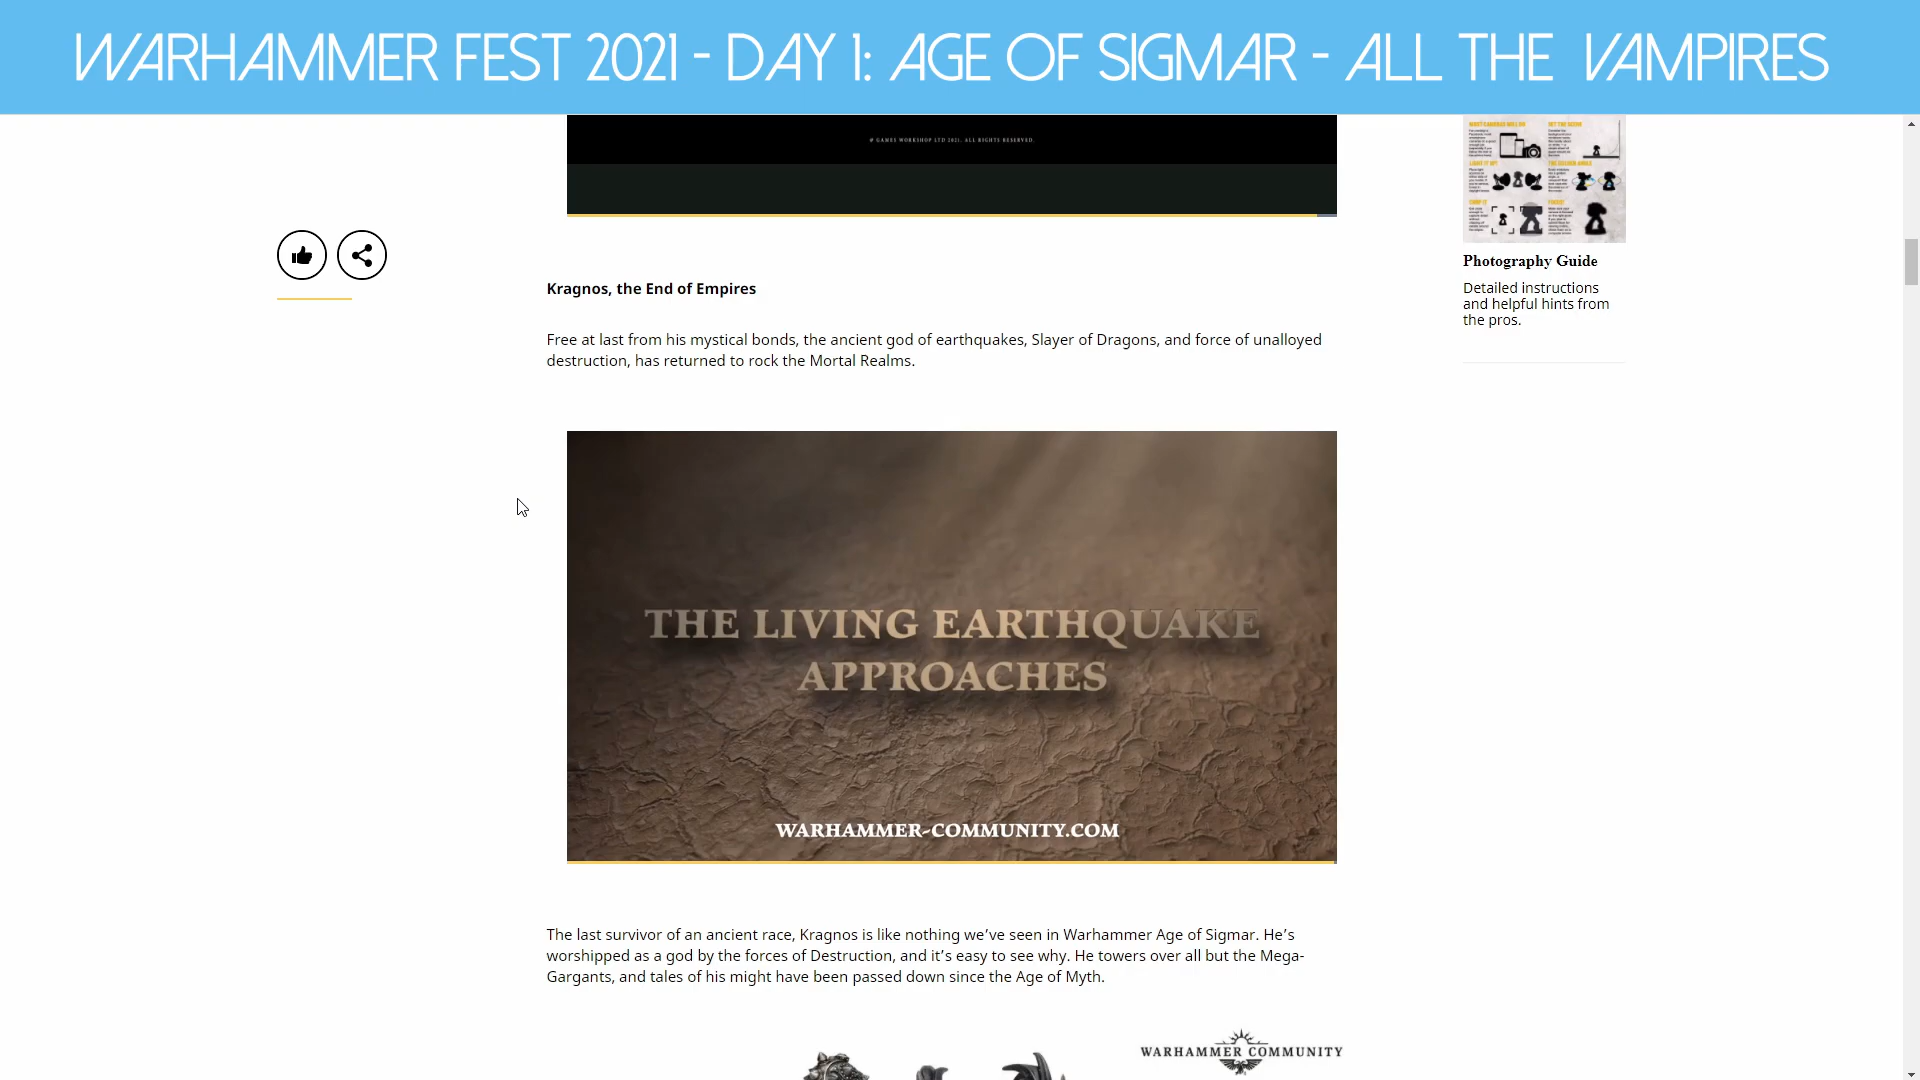 WARHAMMER FEST 2021 - DAY 1: AGE OF SIGMAR - ALL THE VAMPIRES
© GAMES WORKSHOP LTD 2021. ALL RIGHTS RESERVED.
Kragnos, the End of Empires
Free at last from his mystical bonds, the ancient god of earthquakes, Slayer of Dragons, and force of unalloyed
destruction, has returned to rock the Mortal Realms.
THE LIVING EARTHQUAKE
APPROACHES
WARHAMMER-COMMUNITY.COM
The last survivor of an ancient race, Kragnos is like nothing we’ve seen in Warhammer Age of Sigmar. He’s
worshipped as a god by the forces of Destruction, and it’s easy to see why. He towers over all but the Mega-
Gargants, and tales of his might have been passed down since the Age of Myth.
WARHAMMER COMMUNITY
Photography Guide
Detailed instructions
and helpful hints from
the pros.